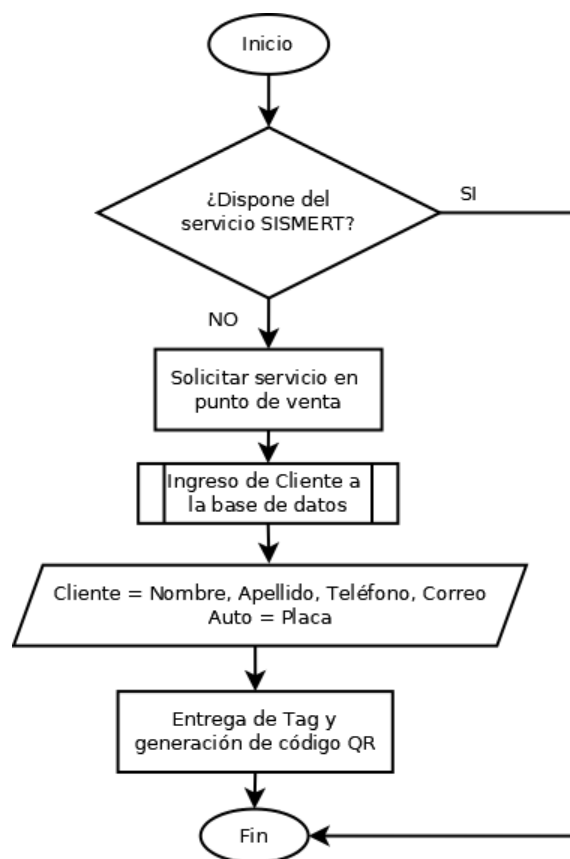 Inicio
¿Dispone del
servicio SISMERT?
SI
NO
Solicitar servicio en
punto de venta
Ingreso de Cliente a
la base de datos
Cliente = Nombre, Apellido, Teléfono, Correo
Auto = Placa
Entrega de Tag y
generación de código QR
Fin